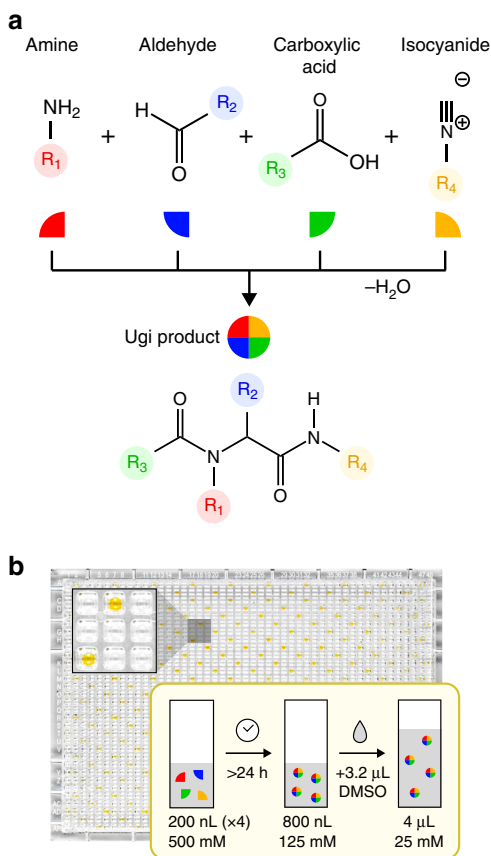 a
Amine Aldehyde Carboxylic acid Isocyanide
NH2
R1
+
H
R2
O
+
O
R3
OH
+
⊖
N⊕
R4
–H2O
Ugi product
R2
O
H
R3
N
N
R4
R1
O
b
>24 h
+3.2 µL
DMSO
200 nL (×4)
500 mM
800 nL
125 mM
4 µL
25 mM